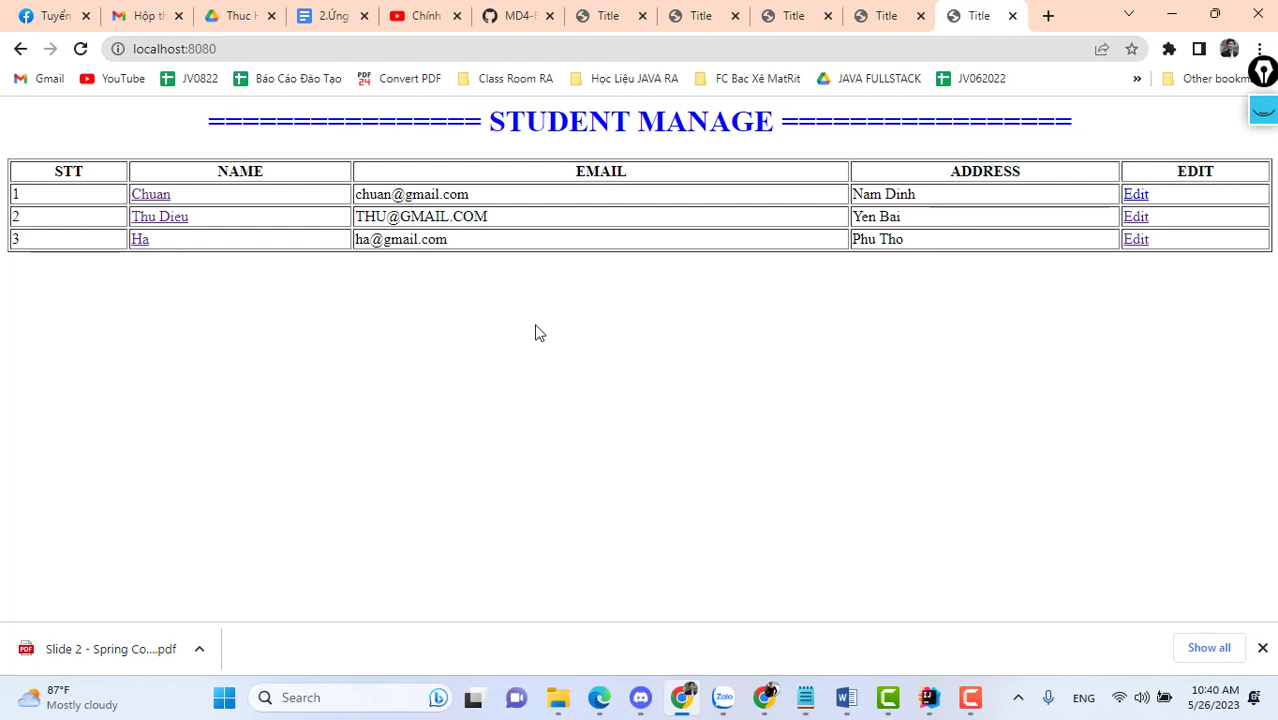 Tuyển Hộp th Thuc H 2.Ứng Chính MD4- Title Title Title Title Title
localhost:8080
Gmail YouTube JV0822 Báo Cáo Đào Tạo Convert PDF Class Room RA Học Liệu JAVA RA FC Bac Xê MatRit JAVA FULLSTACK JV062022 » Other bookm
================ STUDENT MANAGE =================
STT NAME EMAIL ADDRESS EDIT
1 Chuan chuan@gmail.com Nam Dinh Edit
2 Thu Dieu THU@GMAIL.COM Yen Bai Edit
3 Ha ha@gmail.com Phu Tho Edit
Slide 2 - Spring Co....pdf Show all
87°F
Mostly cloudy
Search
Zalo
ENG
10:40 AM
5/26/2023